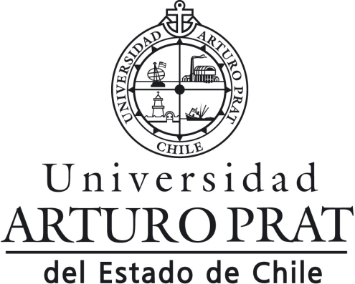 UNIVERSIDAD ARTURO PRAT
CHILE
Universidad
ARTURO PRAT
del Estado de Chile